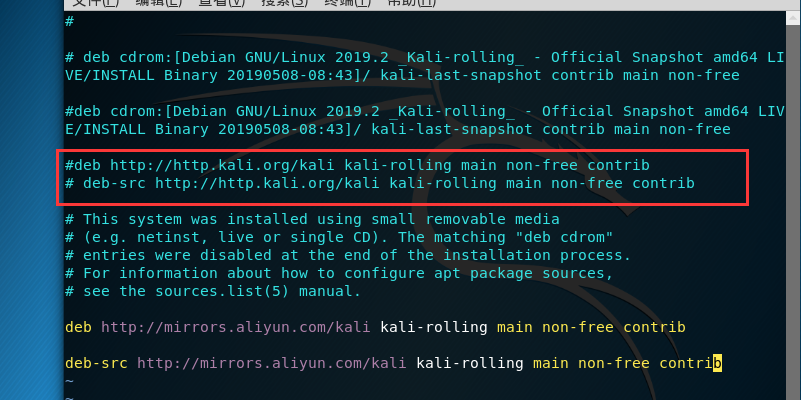 文件(F) 编辑(E) 查看(V) 搜索(S) 终端(T) 帮助(H)
#
# deb cdrom:[Debian GNU/Linux 2019.2 _Kali-rolling_ - Official Snapshot amd64 LI
VE/INSTALL Binary 20190508-08:43]/ kali-last-snapshot contrib main non-free
#deb cdrom:[Debian GNU/Linux 2019.2 _Kali-rolling_ - Official Snapshot amd64 LIV
E/INSTALL Binary 20190508-08:43]/ kali-last-snapshot contrib main non-free
#deb http://http.kali.org/kali kali-rolling main non-free contrib
# deb-src http://http.kali.org/kali kali-rolling main non-free contrib
# This system was installed using small removable media
# (e.g. netinst, live or single CD). The matching "deb cdrom"
# entries were disabled at the end of the installation process.
# For information about how to configure apt package sources,
# see the sources.list(5) manual.
deb http://mirrors.aliyun.com/kali kali-rolling main non-free contrib
deb-src http://mirrors.aliyun.com/kali kali-rolling main non-free contrib
~
~